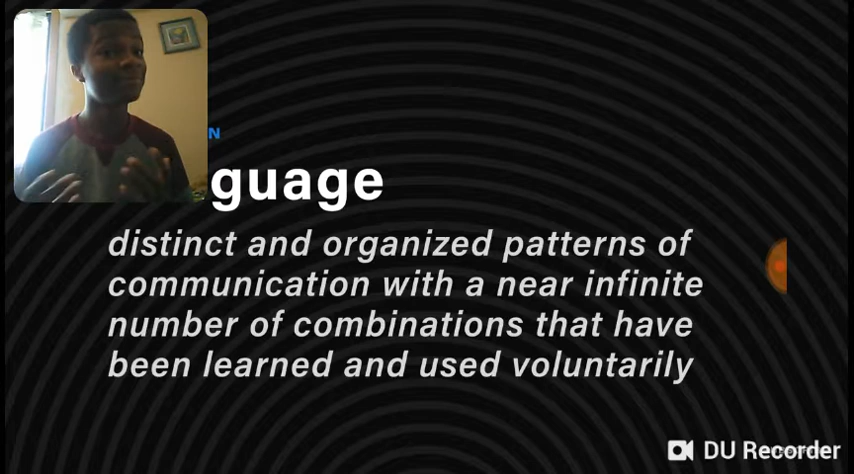 N
guage
distinct and organized patterns of
communication with a near infinite
number of combinations that have
been learned and used voluntarily
DU Recorder